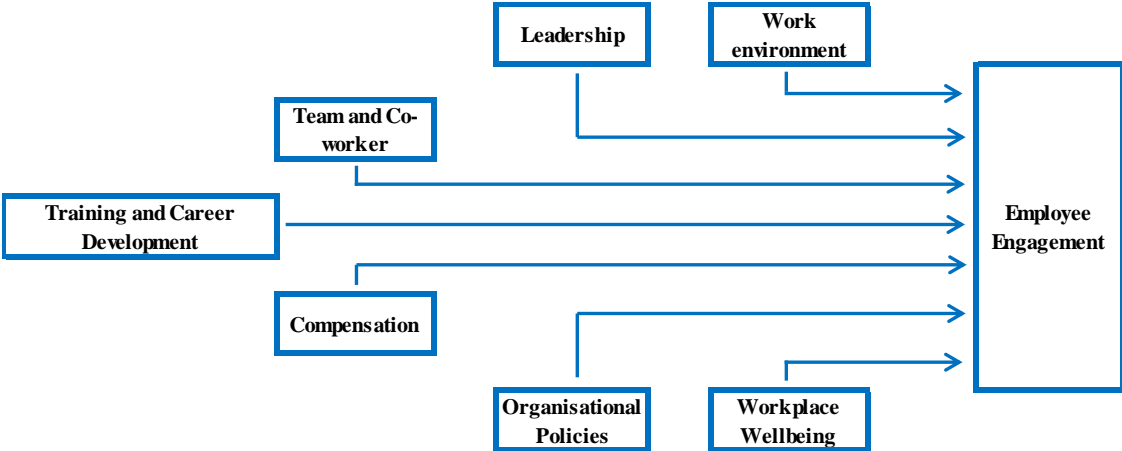 Leadership
Work
environment
Team and Co-
worker
Training and Career
Development
Employee
Engagement
Compensation
Organisational
Policies
Workplace
Wellbeing